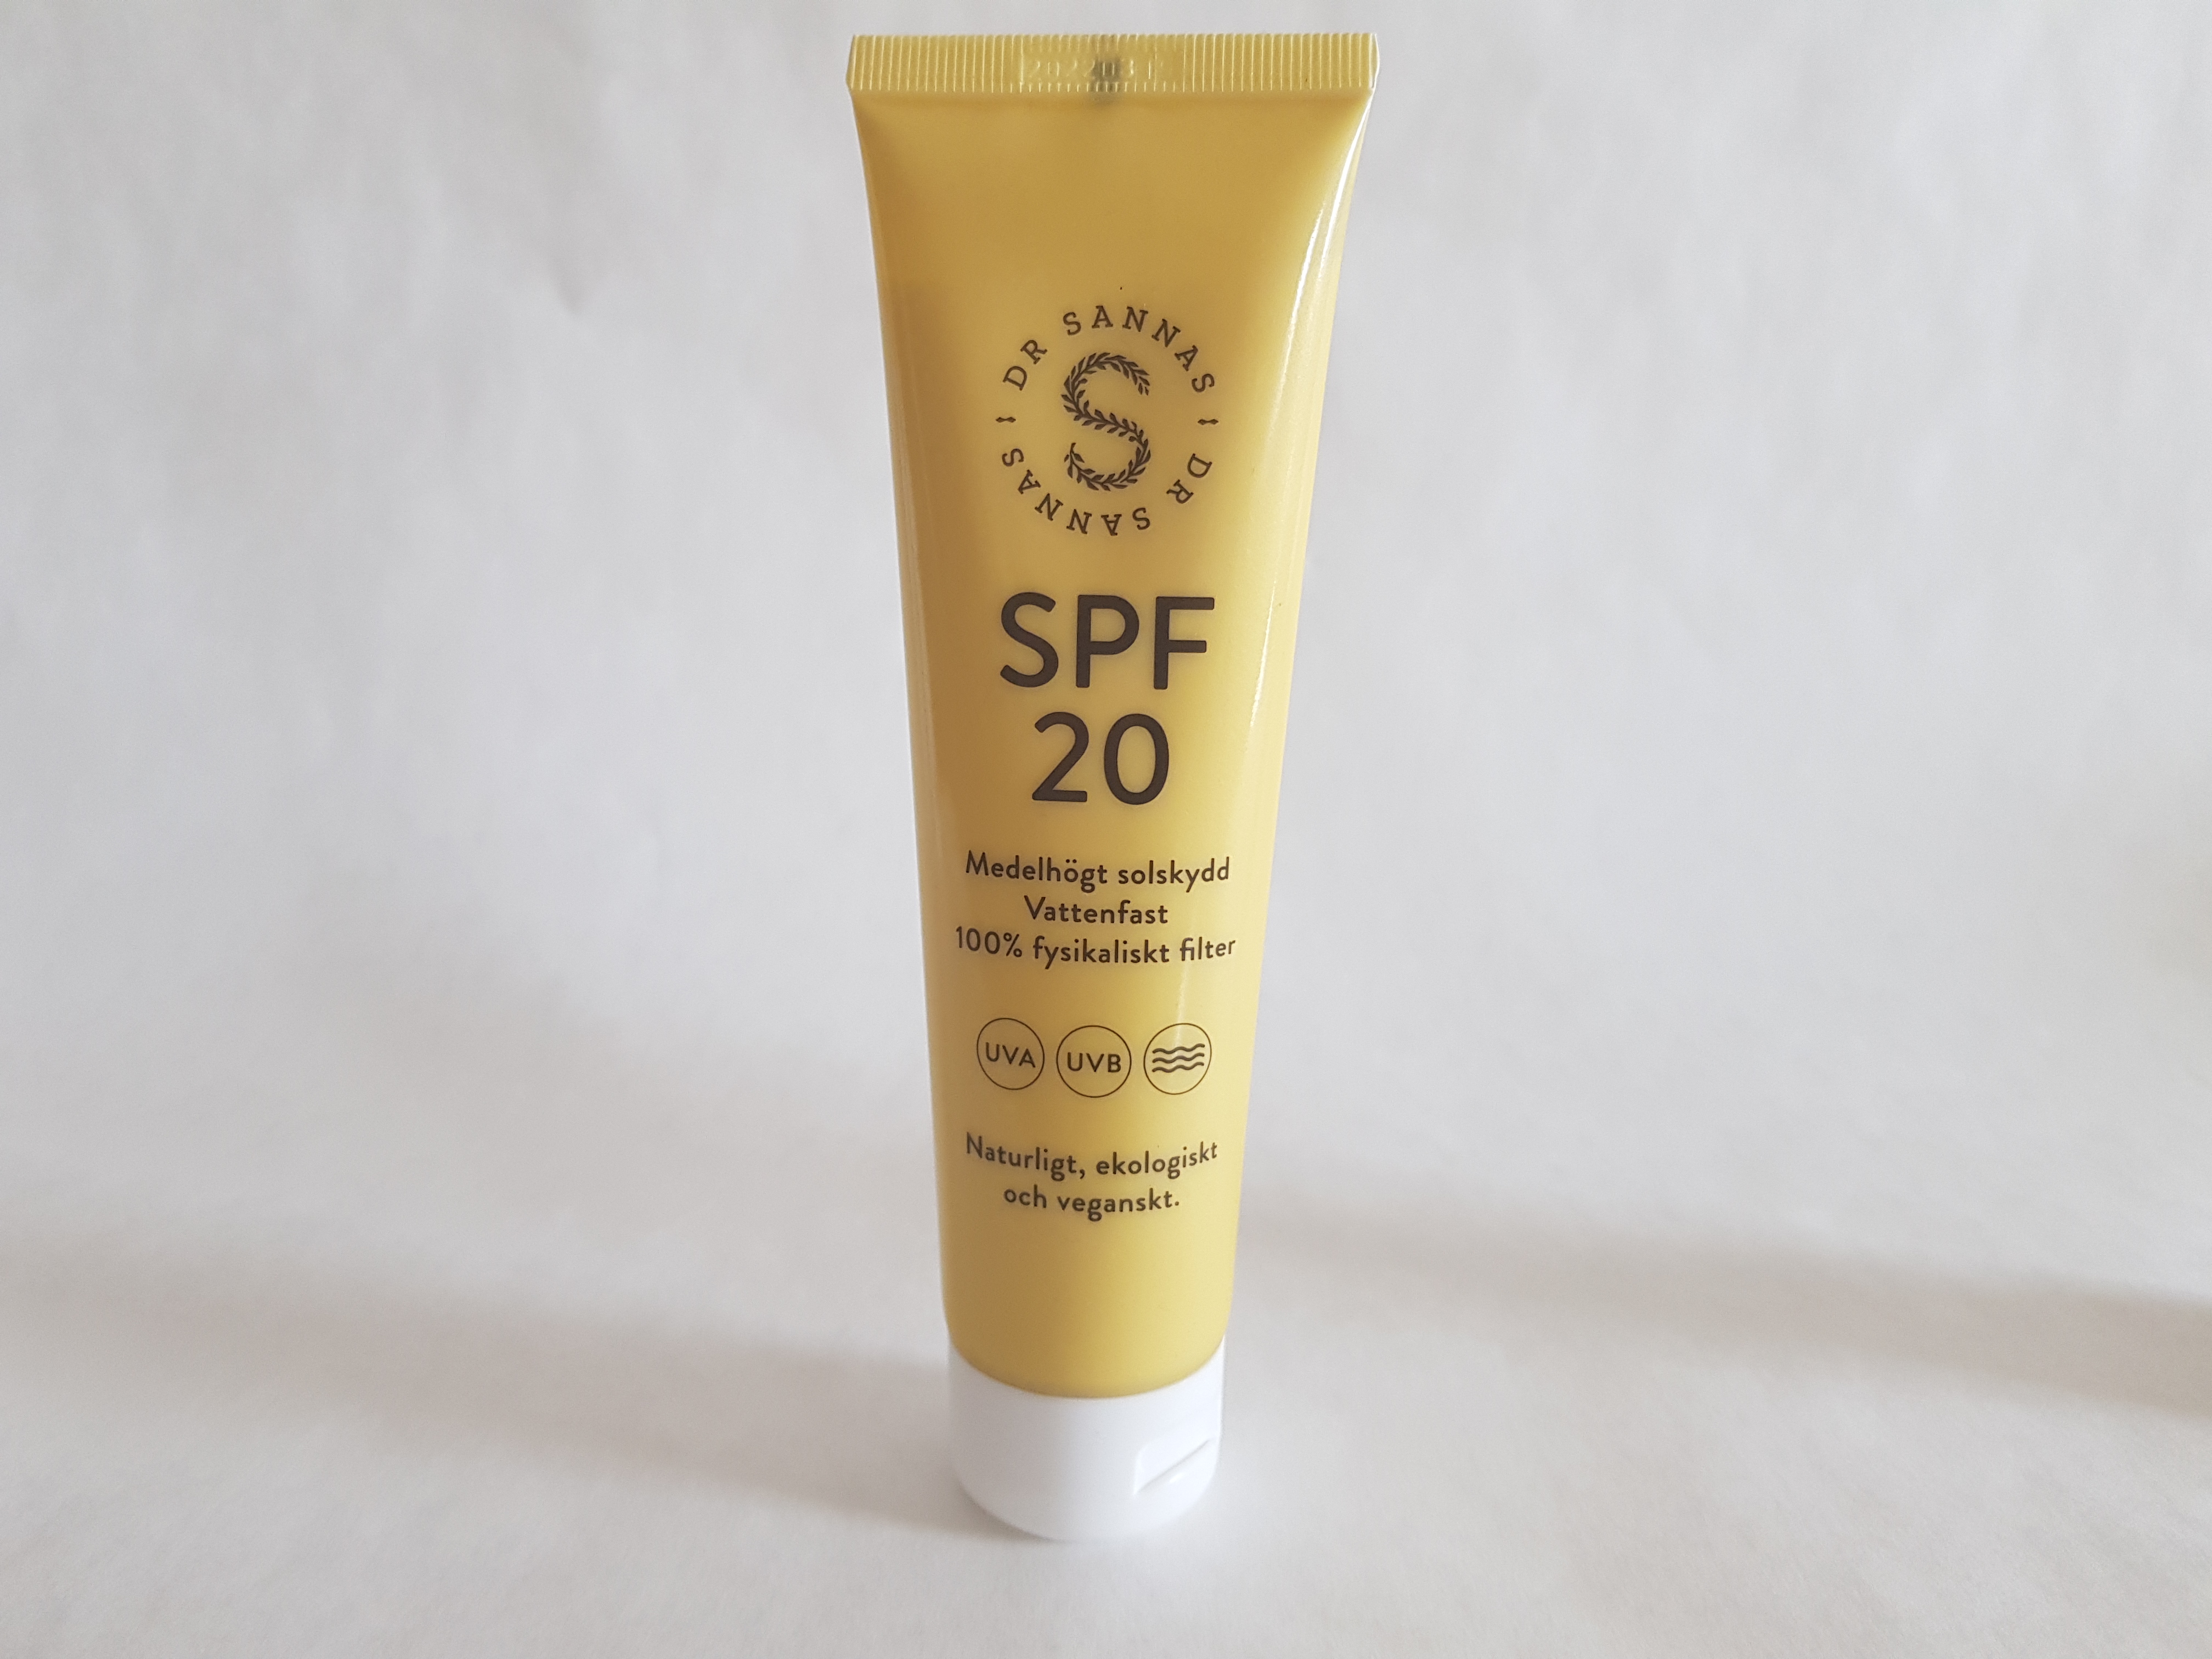 DR SANNAS
DR SANNAS
S
SPF
20
Medelhögt solskydd
Vattenfast
100% fysikaliskt filter
UVA UVB
Naturligt, ekologiskt
och veganskt.